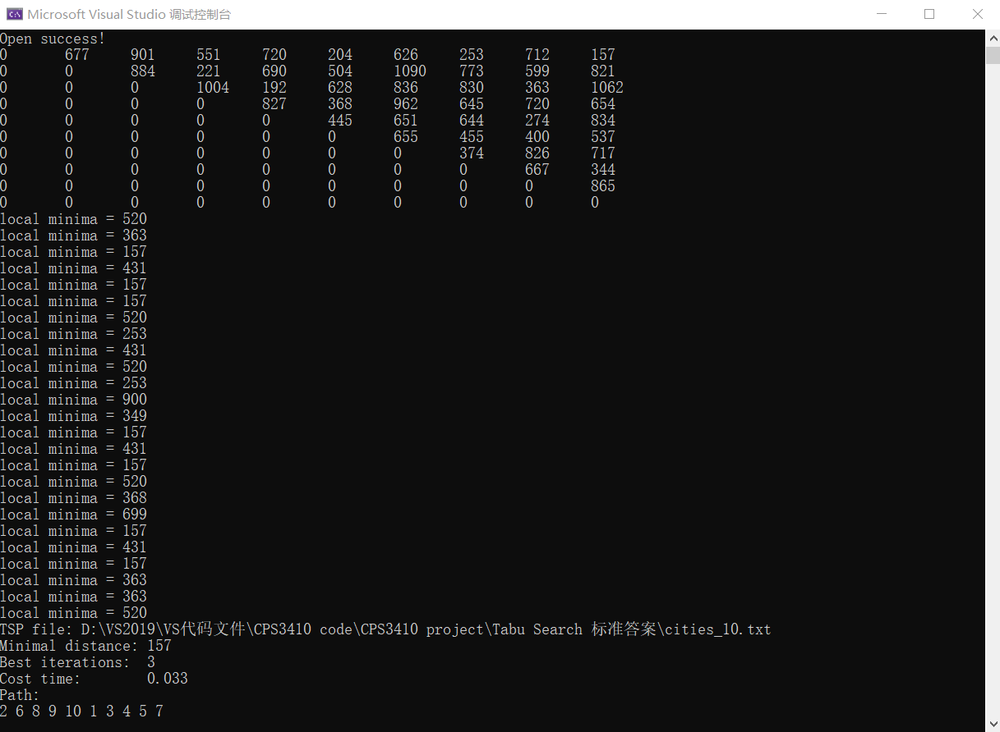 Microsoft Visual Studio 调试控制台
Open success!
0 677 901 551 720 204 626 253 712 157
0 0 884 221 690 504 1090 773 599 821
0 0 0 1004 192 628 836 830 363 1062
0 0 0 0 827 368 962 645 720 654
0 0 0 0 0 445 651 644 274 834
0 0 0 0 0 0 655 455 400 537
0 0 0 0 0 0 0 374 826 717
0 0 0 0 0 0 0 0 667 344
0 0 0 0 0 0 0 0 0 865
0 0 0 0 0 0 0 0 0 0
local minima = 520
local minima = 363
local minima = 157
local minima = 431
local minima = 157
local minima = 157
local minima = 520
local minima = 253
local minima = 431
local minima = 520
local minima = 253
local minima = 900
local minima = 349
local minima = 157
local minima = 431
local minima = 157
local minima = 520
local minima = 368
local minima = 699
local minima = 157
local minima = 431
local minima = 157
local minima = 363
local minima = 363
local minima = 520
TSP file: D:\VS2019\VS代码文件\CPS3410 code\CPS3410 project\Tabu Search 标准答案\cities_10.txt
Minimal distance: 157
Best iterations: 3
Cost time: 0.033
Path:
2 6 8 9 10 1 3 4 5 7